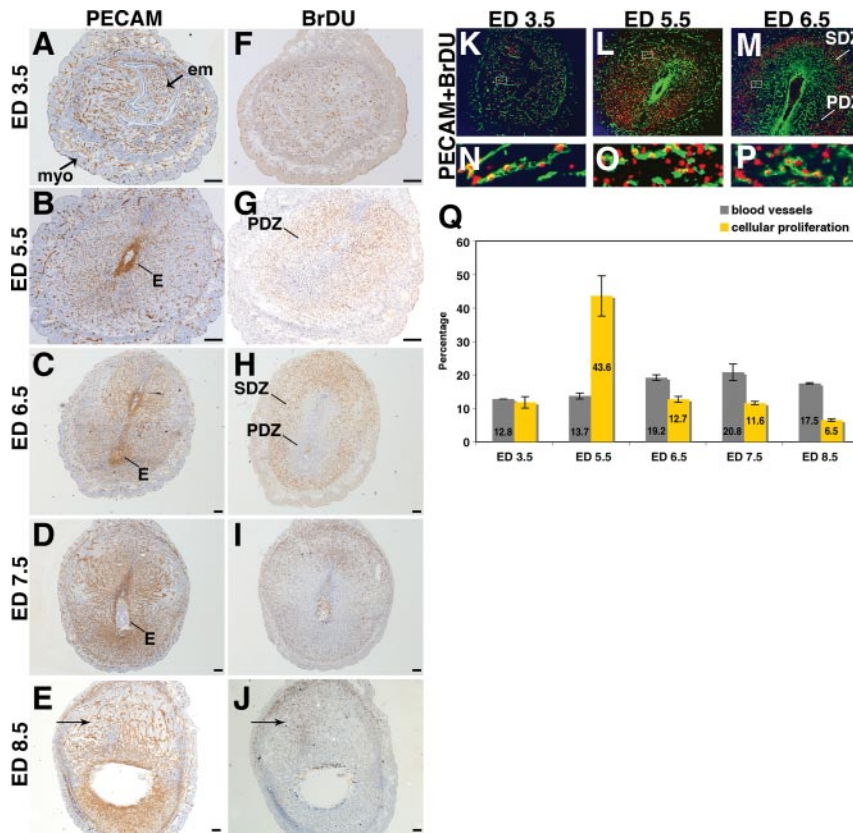 PECAM BrDU
ED 3.5
A
em
myo
F
ED 5.5
B
E
G
PDZ
ED 6.5
C
E
H
SDZ
PDZ
ED 7.5
D
E
I
ED 8.5
E
J
ED 3.5 ED 5.5 ED 6.5
PECAM+BrDU
K
L
M
SDZ
PDZ
N
O
P
Q
blood vessels
cellular proliferation
Percentage
60
50
40
30
20
10
0
12.8
13.7
43.6
19.2
12.7
20.8
11.6
17.5
6.5
ED 3.5 ED 5.5 ED 6.5 ED 7.5 ED 8.5